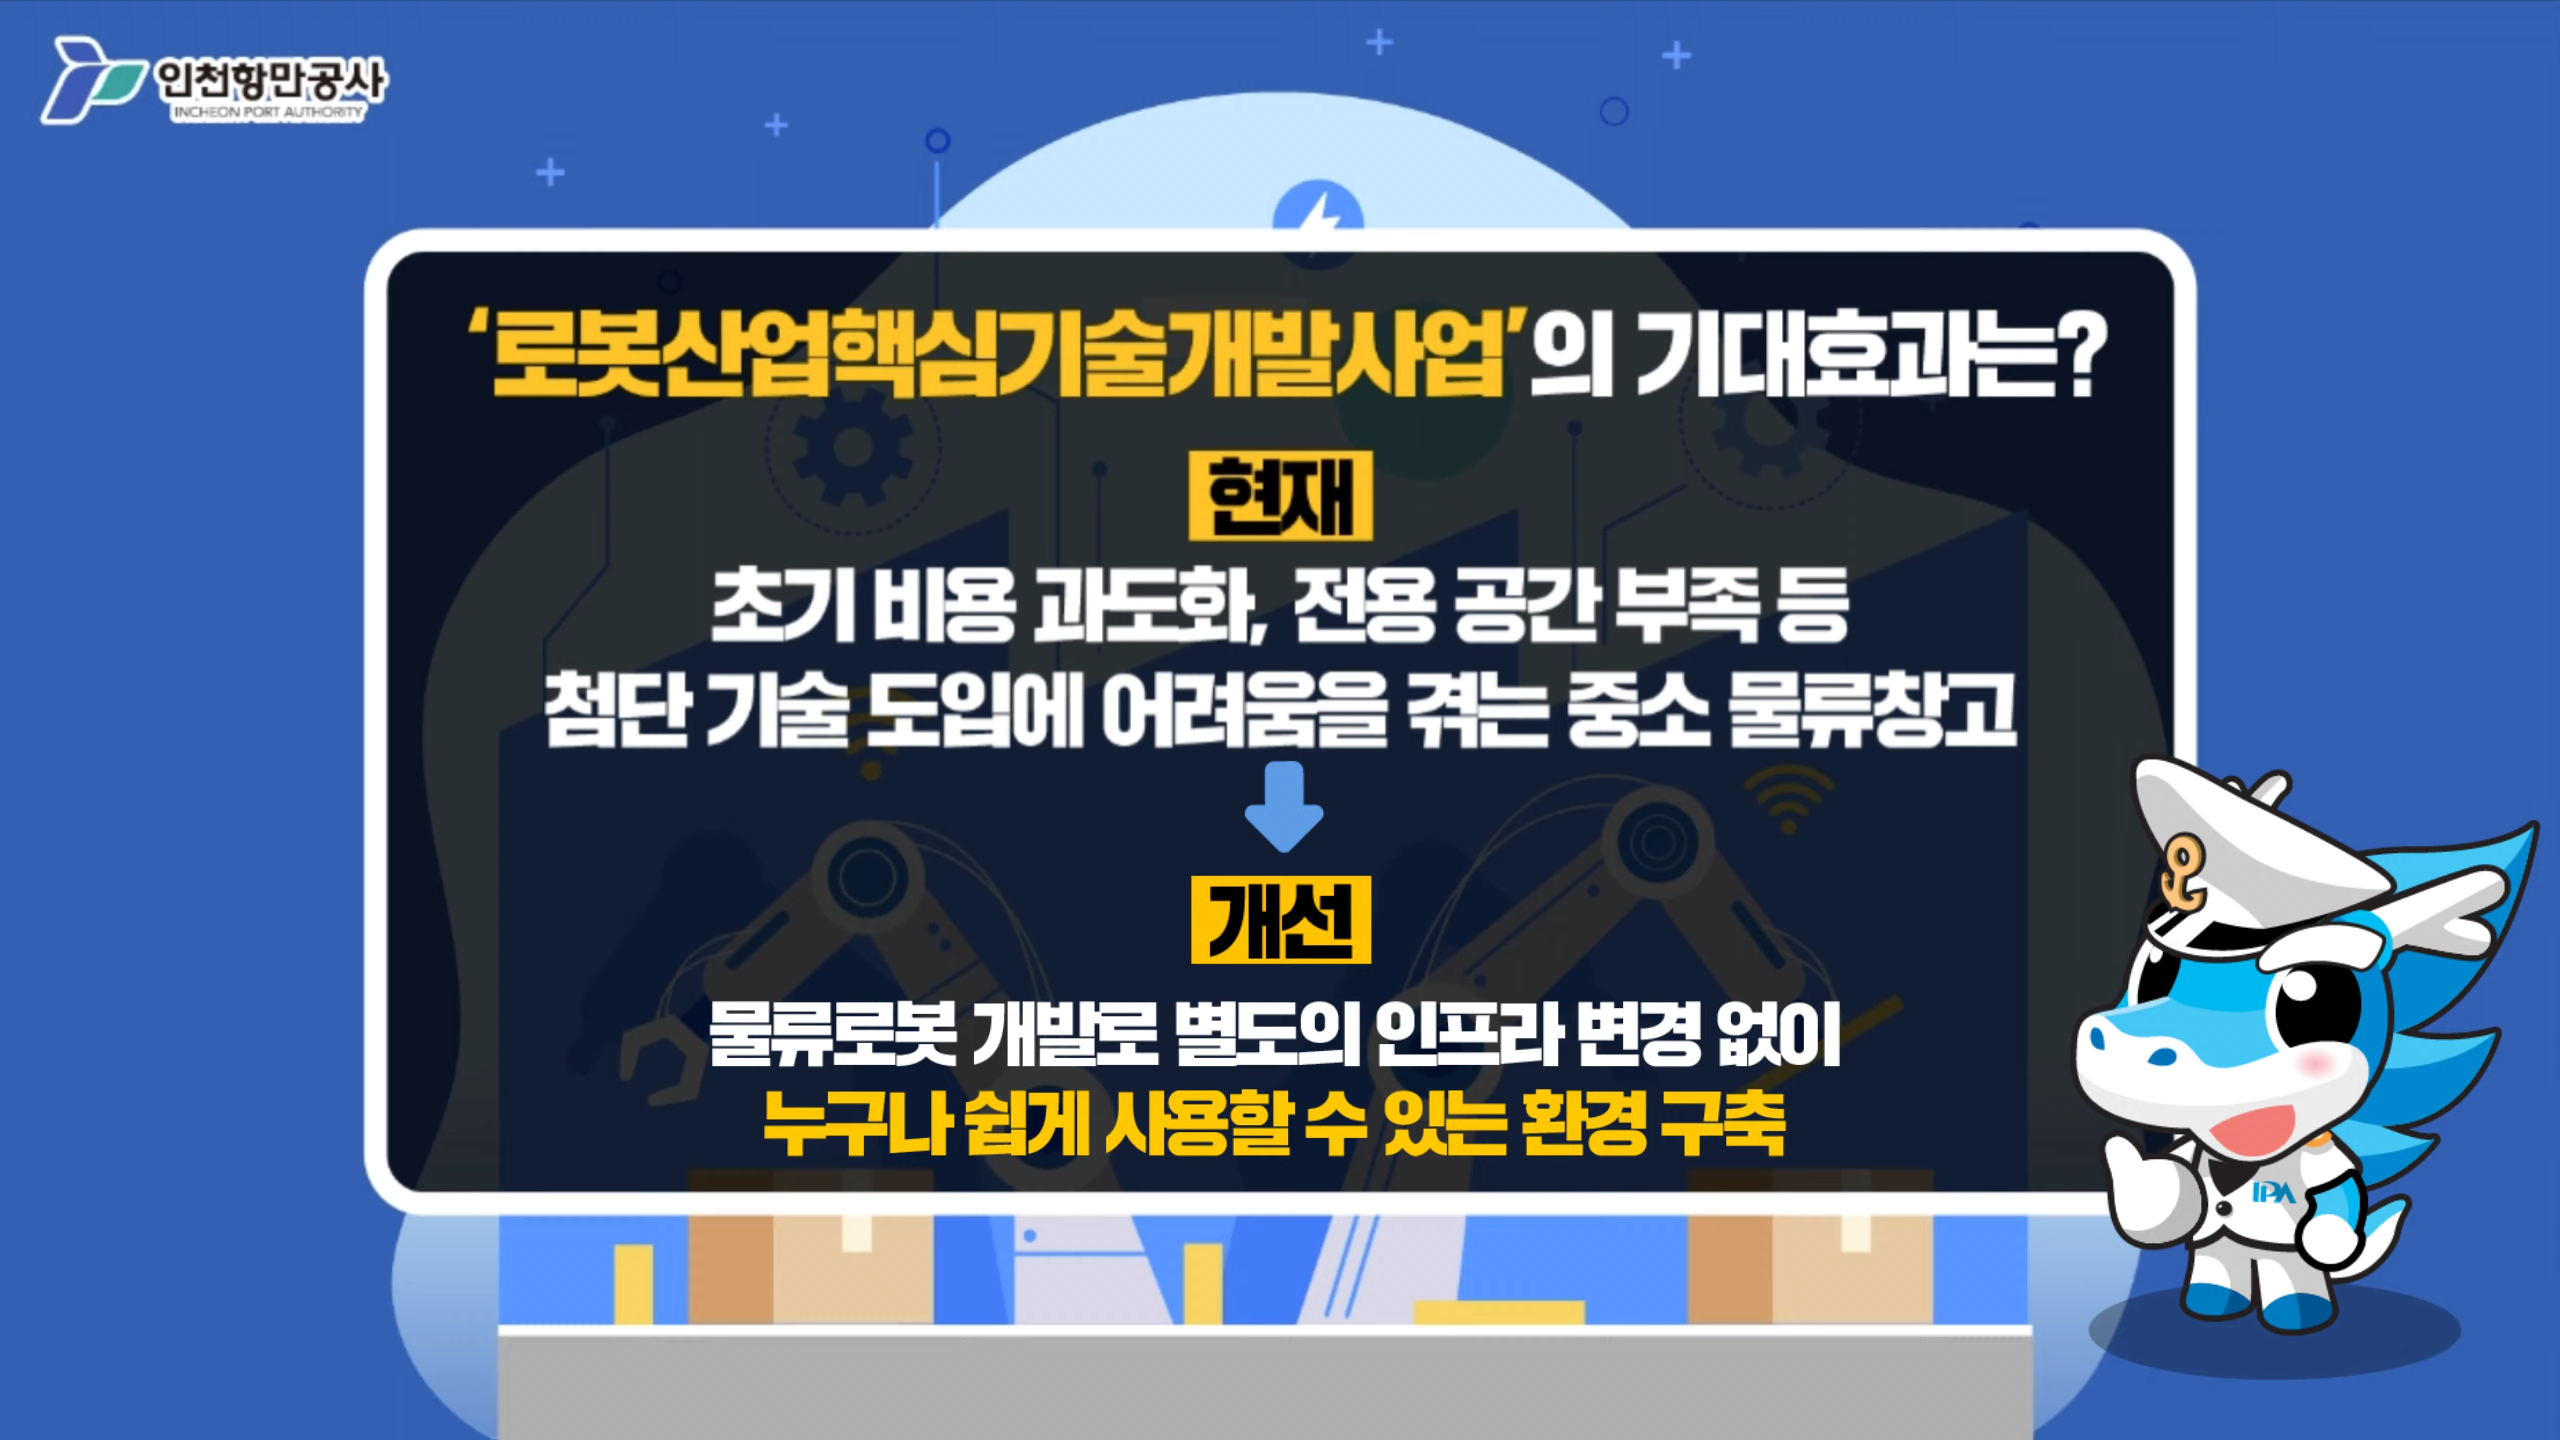 인천항만공사
INCHEON PORT AUTHORITY
‘로봇산업핵심기술개발사업’의 기대효과는?
현재
초기 비용 과도화, 전용 공간 부족 등
첨단 기술 도입에 어려움을 겪는 중소 물류창고
개선
물류로봇 개발로 별도의 인프라 변경 없이
누구나 쉽게 사용할 수 있는 환경 구축
IPA